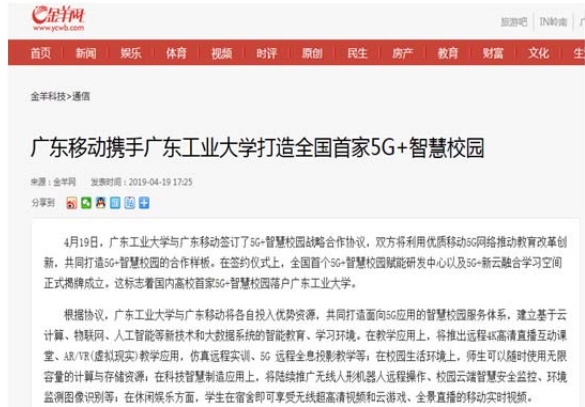 金羊网
www.ycwb.com
旅游吧 IN岭南
首页 新闻 娱乐 体育 视频 时评 原创 民生 房产 教育 财富 文化 生
金羊科技>通信
广东移动携手广东工业大学打造全国首家5G+智慧校园
来源：金羊网 发表时间：2019-04-19 17:25
分享到
4月19日，广东工业大学与广东移动签订了5G+智慧校园战略合作协议，双方将利用优质移动5G网络推动教育改革创
新，共同打造5G+智慧校园的合作样板。在签约仪式上，全国首个5G+智慧校园赋能研发中心以及5G+新云融合学习空间
正式揭牌成立。这标志着国内高校首家5G+智慧校园落户广东工业大学。
根据协议，广东工业大学与广东移动将各自投入优势资源，共同打造面向5G应用的智慧校园服务体系，建立基于云
计算、物联网、人工智能等新技术和大数据系统的智能教育、学习环境。在教学应用上，将推出远程4K高清直播互动课
堂、AR/VR(虚拟现实)教学应用，仿真远程实训、5G 远程全息投影教学等；在校园生活环境上，师生可以随时使用无限
容量的计算与存储资源；在科技智慧制造应用上，将陆续推广无线人形机器人远程操作、校园云端智慧安全监控、环境
监测图像识别等；在休闲娱乐方面，学生在宿舍即可享受无线超高清视频和云游戏、全景直播的移动实时视频。